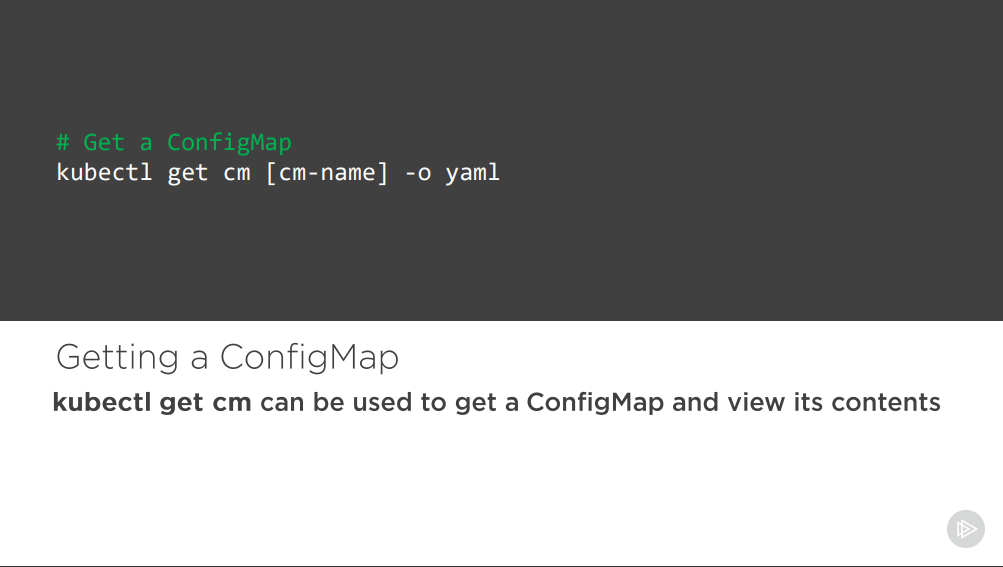 # Get a ConfigMap
kubectl get cm [cm-name] -o yaml
Getting a ConfigMap
kubectl get cm can be used to get a ConfigMap and view its contents